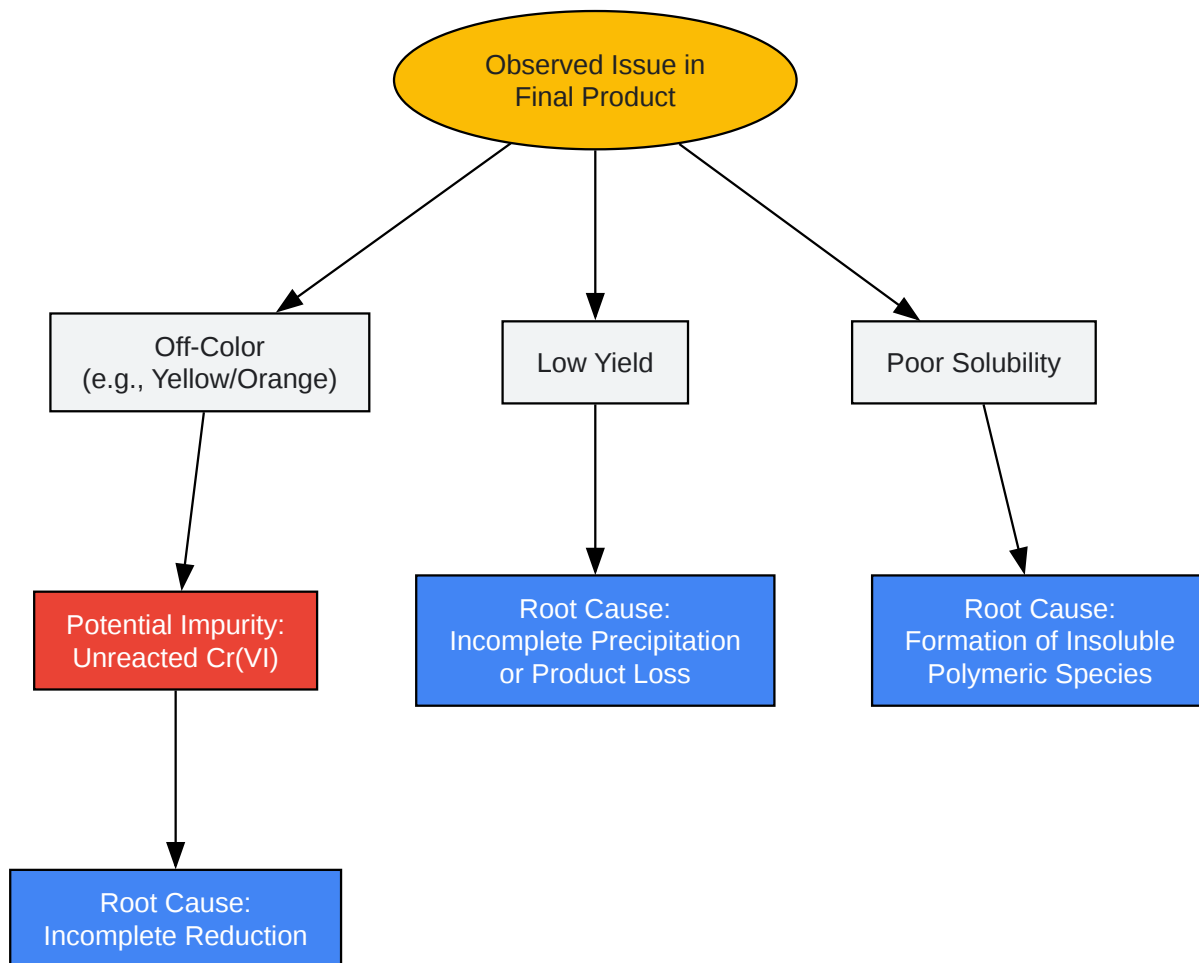 Observed Issue in
Final Product
Off-Color
(e.g., Yellow/Orange)
Low Yield
Poor Solubility
Potential Impurity:
Unreacted Cr(VI)
Root Cause:
Incomplete Precipitation
or Product Loss
Root Cause:
Formation of Insoluble
Polymeric Species
Root Cause:
Incomplete Reduction